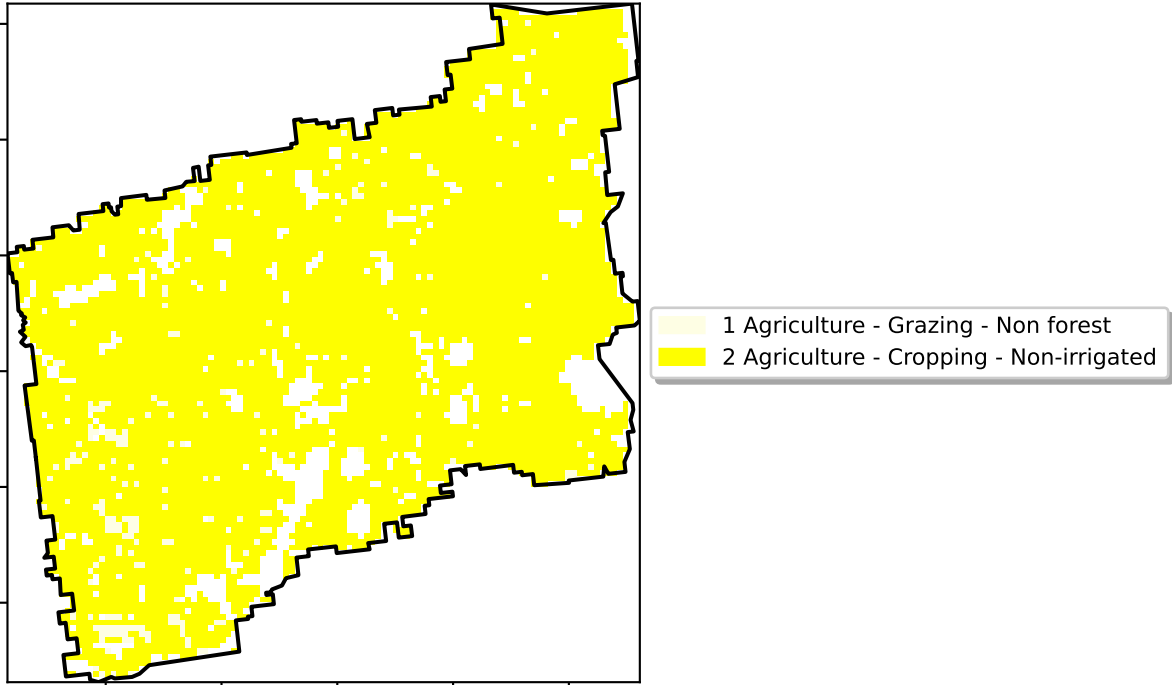 1 Agriculture - Grazing - Non forest
2 Agriculture - Cropping - Non-irrigated